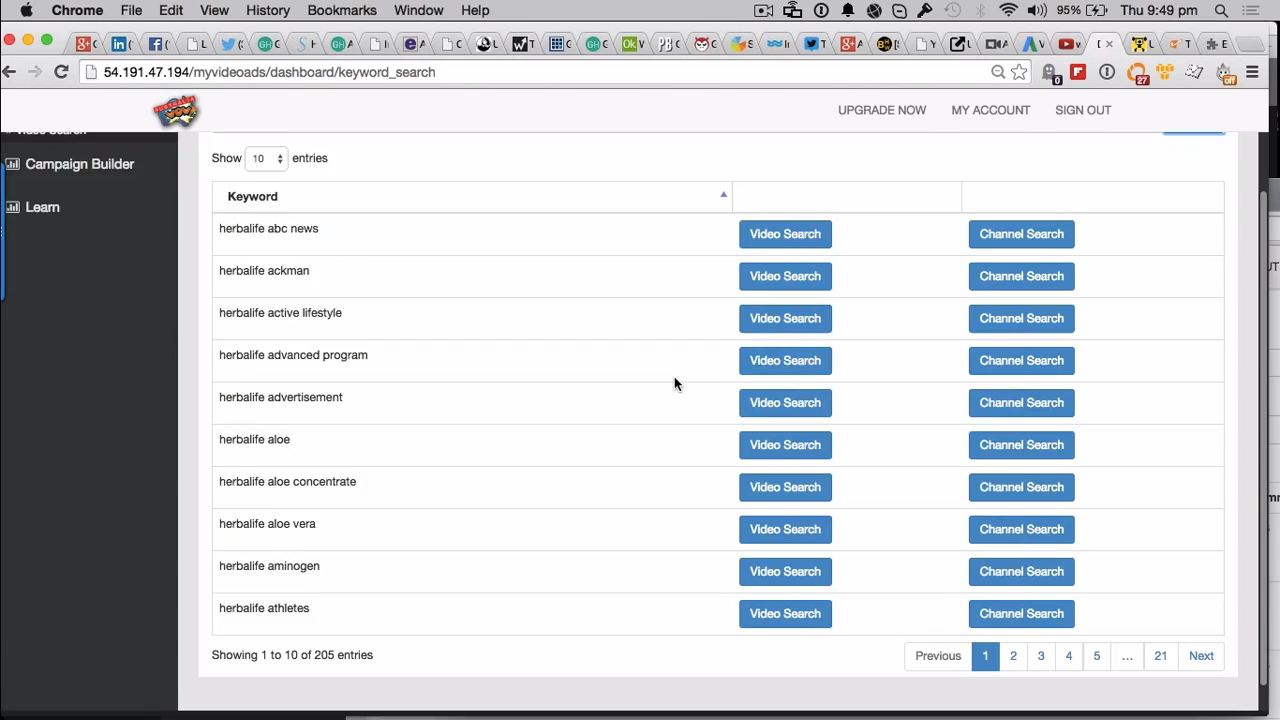 Chrome File Edit View History Bookmarks Window Help 95% Thu 9:49 pm
54.191.47.194/myvideoads/dashboard/keyword_search
UPGRADE NOW MY ACCOUNT SIGN OUT
Video Search
Campaign Builder
Learn
Show 10 entries
Keyword
herbalife abc news Video Search Channel Search
herbalife ackman Video Search Channel Search
herbalife active lifestyle Video Search Channel Search
herbalife advanced program Video Search Channel Search
herbalife advertisement Video Search Channel Search
herbalife aloe Video Search Channel Search
herbalife aloe concentrate Video Search Channel Search
herbalife aloe vera Video Search Channel Search
herbalife aminogen Video Search Channel Search
herbalife athletes Video Search Channel Search
Showing 1 to 10 of 205 entries Previous 1 2 3 4 5 ... 21 Next